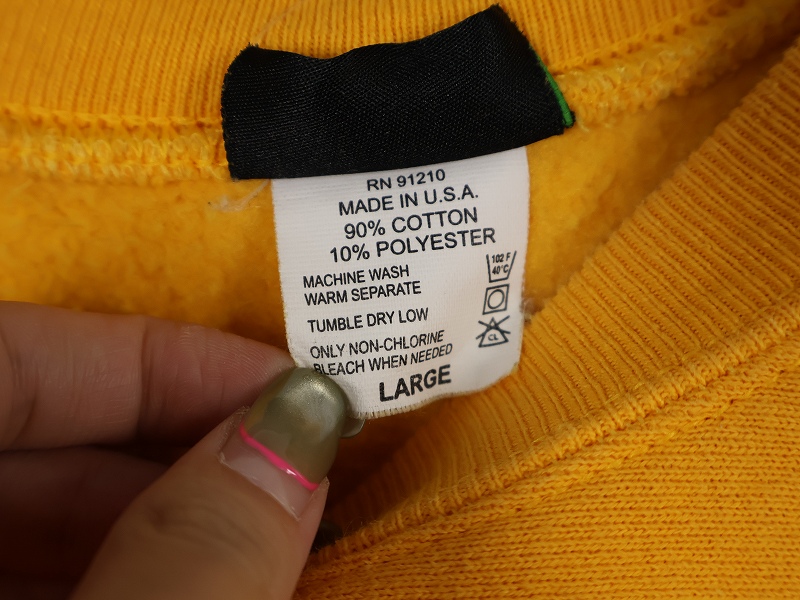 RN 91210
MADE IN U.S.A.
90% COTTON
10% POLYESTER
MACHINE WASH
WARM SEPARATE
TUMBLE DRY LOW
ONLY NON-CHLORINE
BLEACH WHEN NEEDED
LARGE
102 F
40°C
CL